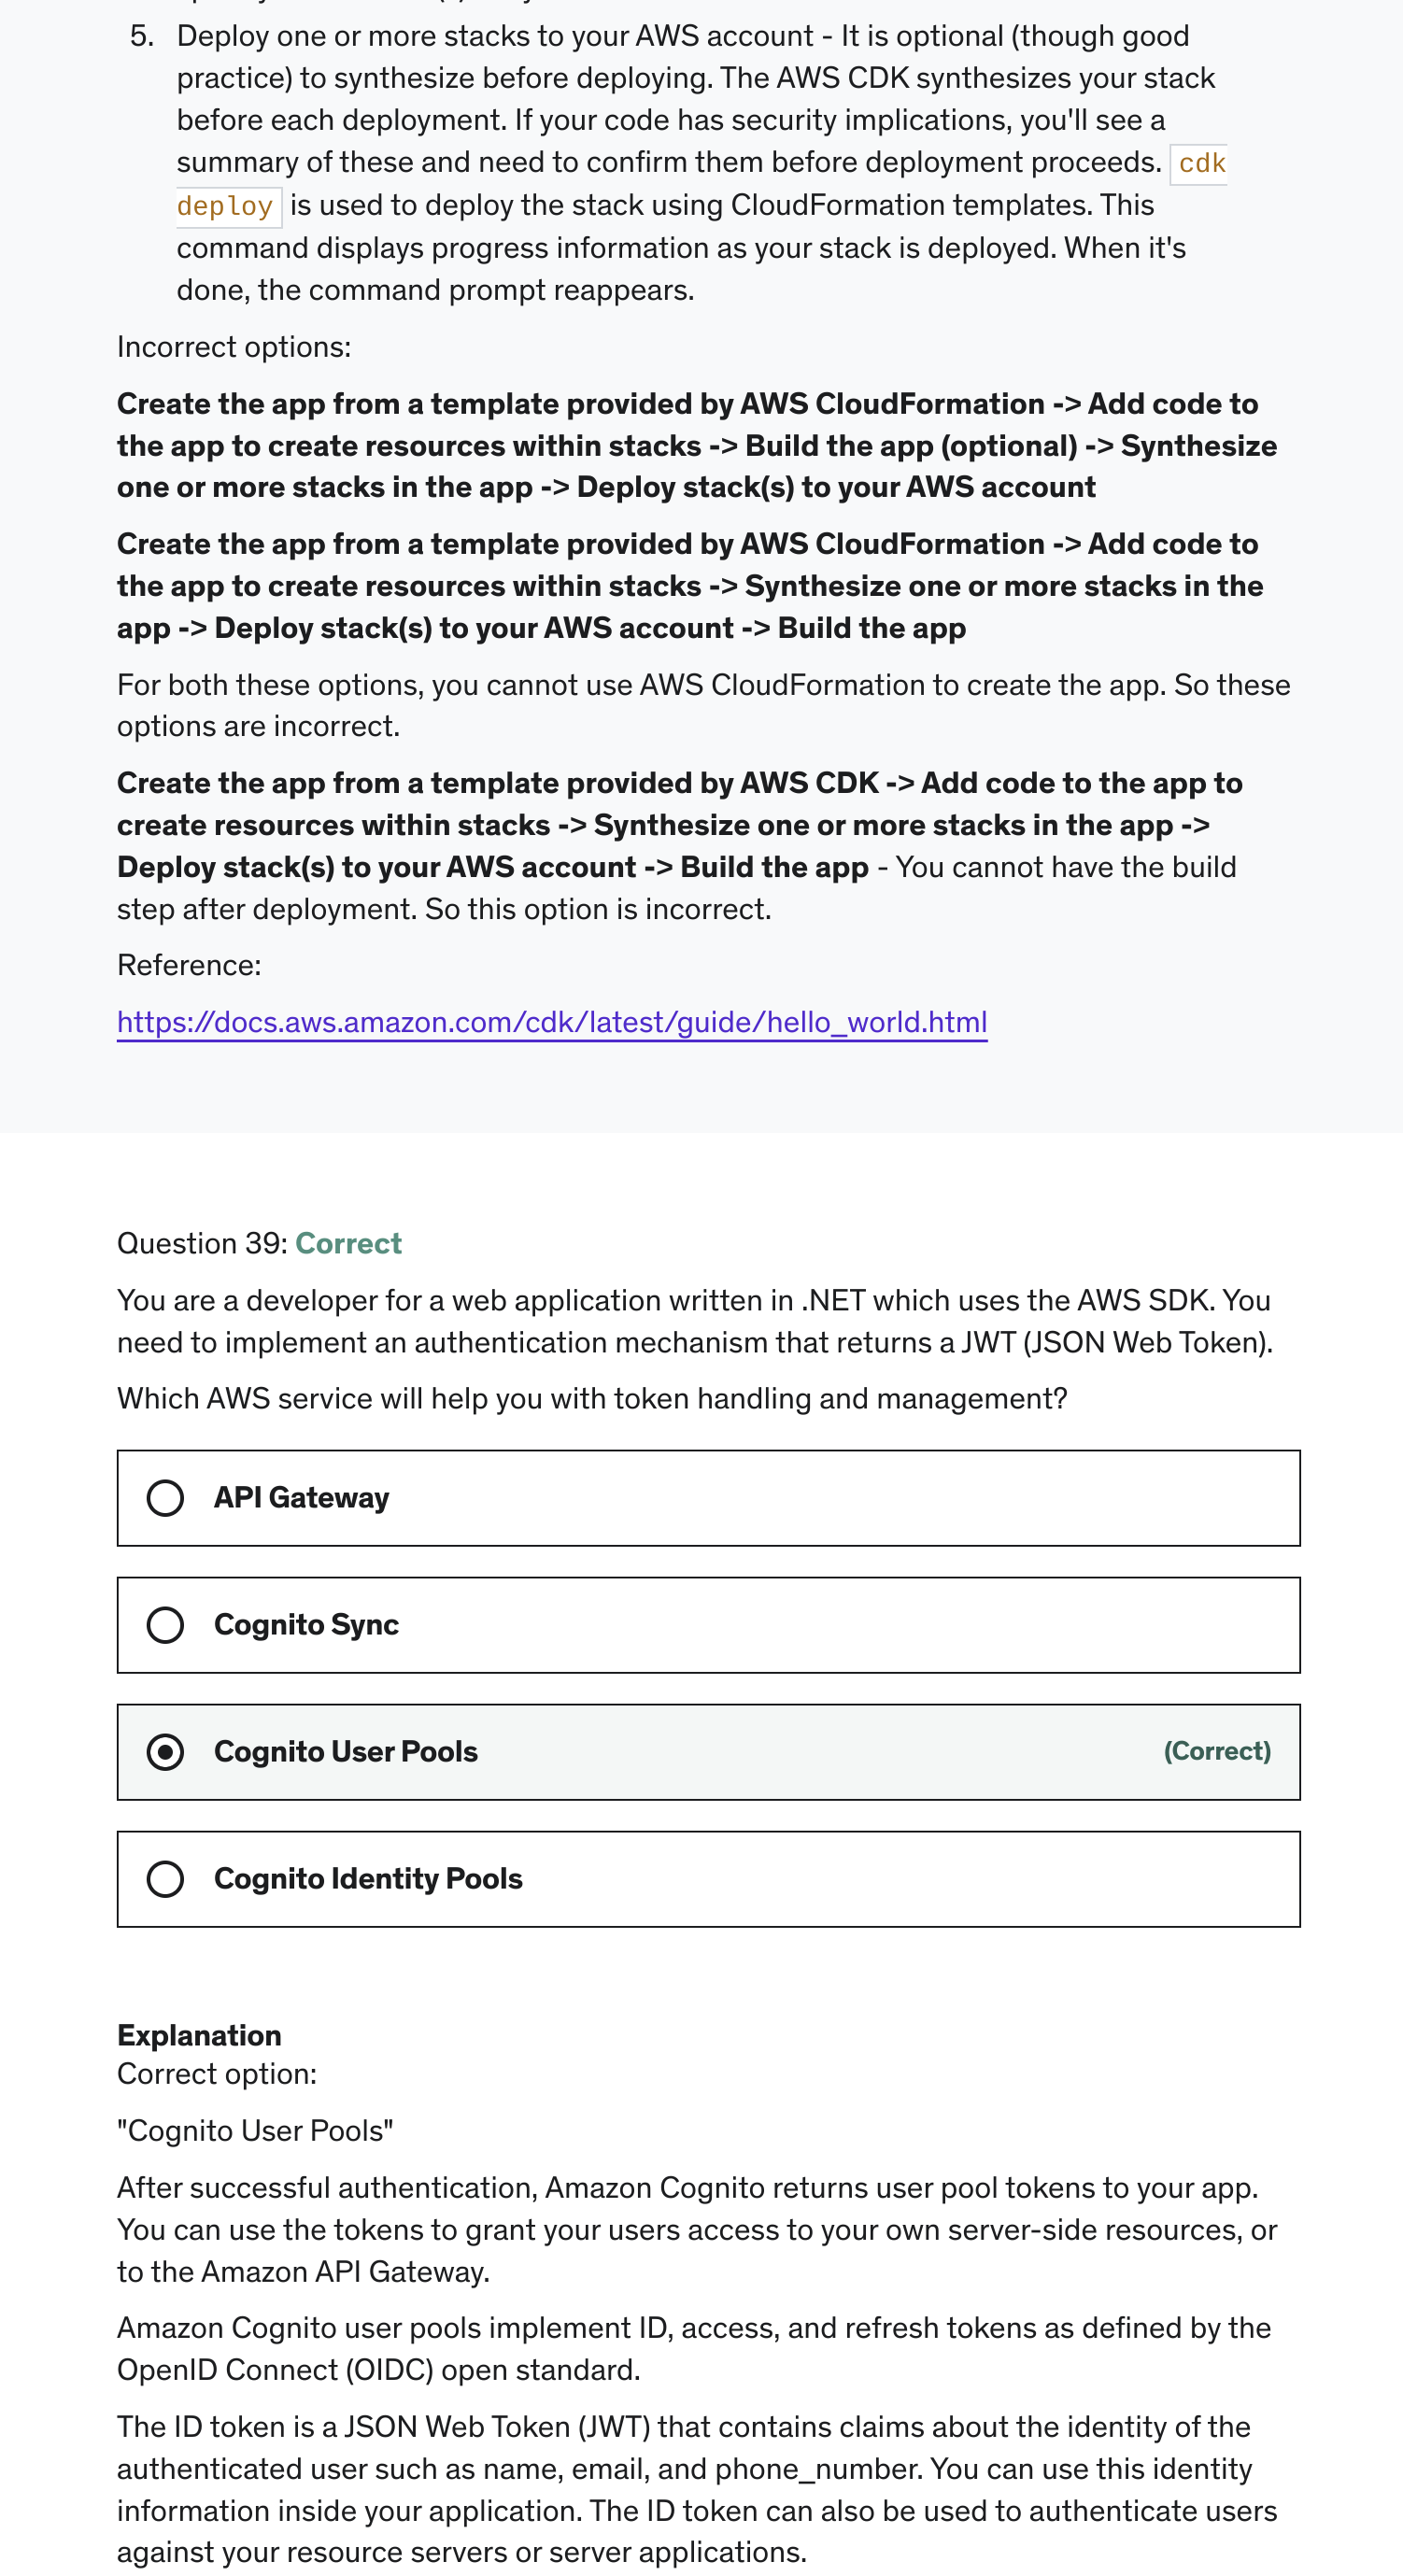 5. Deploy one or more stacks to your AWS account - It is optional (though good
practice) to synthesize before deploying. The AWS CDK synthesizes your stack
before each deployment. If your code has security implications, you'll see a
summary of these and need to confirm them before deployment proceeds. cdk
deploy is used to deploy the stack using CloudFormation templates. This
command displays progress information as your stack is deployed. When it's
done, the command prompt reappears.
Incorrect options:
Create the app from a template provided by AWS CloudFormation -> Add code to
the app to create resources within stacks -> Build the app (optional) -> Synthesize
one or more stacks in the app -> Deploy stack(s) to your AWS account
Create the app from a template provided by AWS CloudFormation -> Add code to
the app to create resources within stacks -> Synthesize one or more stacks in the
app -> Deploy stack(s) to your AWS account -> Build the app
For both these options, you cannot use AWS CloudFormation to create the app. So these
options are incorrect.
Create the app from a template provided by AWS CDK -> Add code to the app to
create resources within stacks -> Synthesize one or more stacks in the app ->
Deploy stack(s) to your AWS account -> Build the app - You cannot have the build
step after deployment. So this option is incorrect.
Reference:
https://docs.aws.amazon.com/cdk/latest/guide/hello_world.html
Question 39: Correct
You are a developer for a web application written in .NET which uses the AWS SDK. You
need to implement an authentication mechanism that returns a JWT (JSON Web Token).
Which AWS service will help you with token handling and management?
API Gateway
Cognito Sync
Cognito User Pools (Correct)
Cognito Identity Pools
Explanation
Correct option:
"Cognito User Pools"
After successful authentication, Amazon Cognito returns user pool tokens to your app.
You can use the tokens to grant your users access to your own server-side resources, or
to the Amazon API Gateway.
Amazon Cognito user pools implement ID, access, and refresh tokens as defined by the
OpenID Connect (OIDC) open standard.
The ID token is a JSON Web Token (JWT) that contains claims about the identity of the
authenticated user such as name, email, and phone_number. You can use this identity
information inside your application. The ID token can also be used to authenticate users
against your resource servers or server applications.